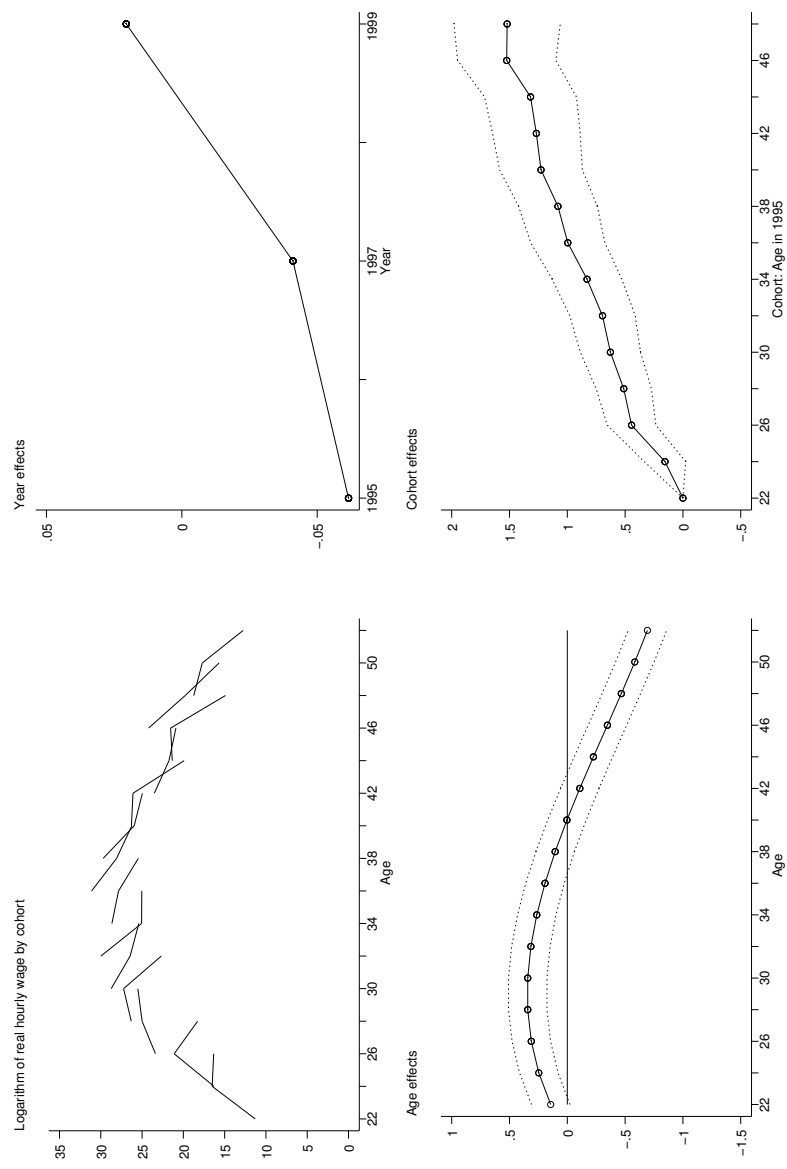 Logarithm of real hourly wage by cohort
35
30
25
20
15
10
5
0
22 26 30 34 38 42 46 50
Age
Year effects
.05
0
-.05
1995 1997 1999
Year
Age effects
1
.5
0
-.5
-1
-1.5
22 26 30 34 38 42 46 50
Age
Cohort effects
2
1.5
1
.5
0
-.5
22 26 30 34 38 42 46
Cohort: Age in 1995